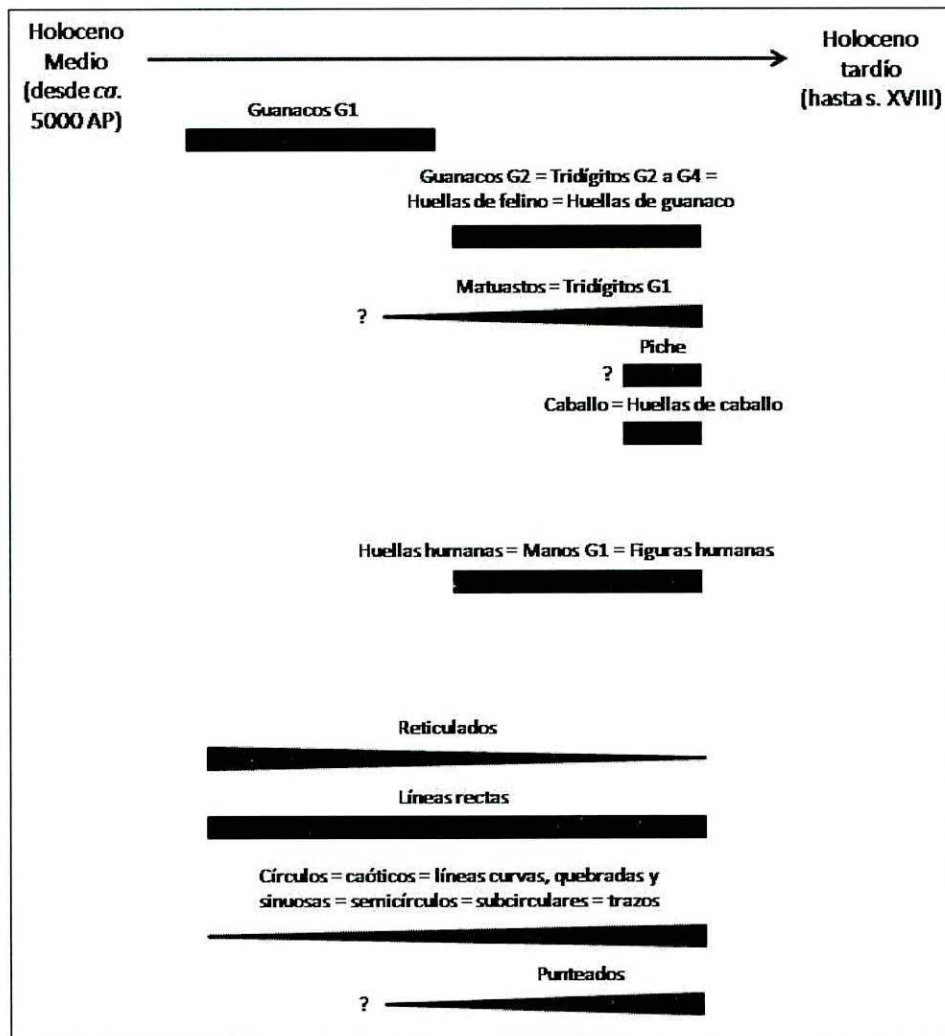 Holoceno
Medio
(desde ca.
5000 AP)
Holoceno
tardío
(hasta s. XVIII)
Guanacos G1
Guanacos G2 = Tridígitos G2 a G4 =
Huellas de felino = Huellas de guanaco
Matuastos = Tridígitos G1
?
Piche
?
Caballo = Huellas de caballo
Huellas humanas = Manos G1 = Figuras humanas
Reticulados
Líneas rectas
Círculos = caóticos = líneas curvas, quebradas y
sinuosas = semicírculos = subcirculares = trazos
Punteados
?